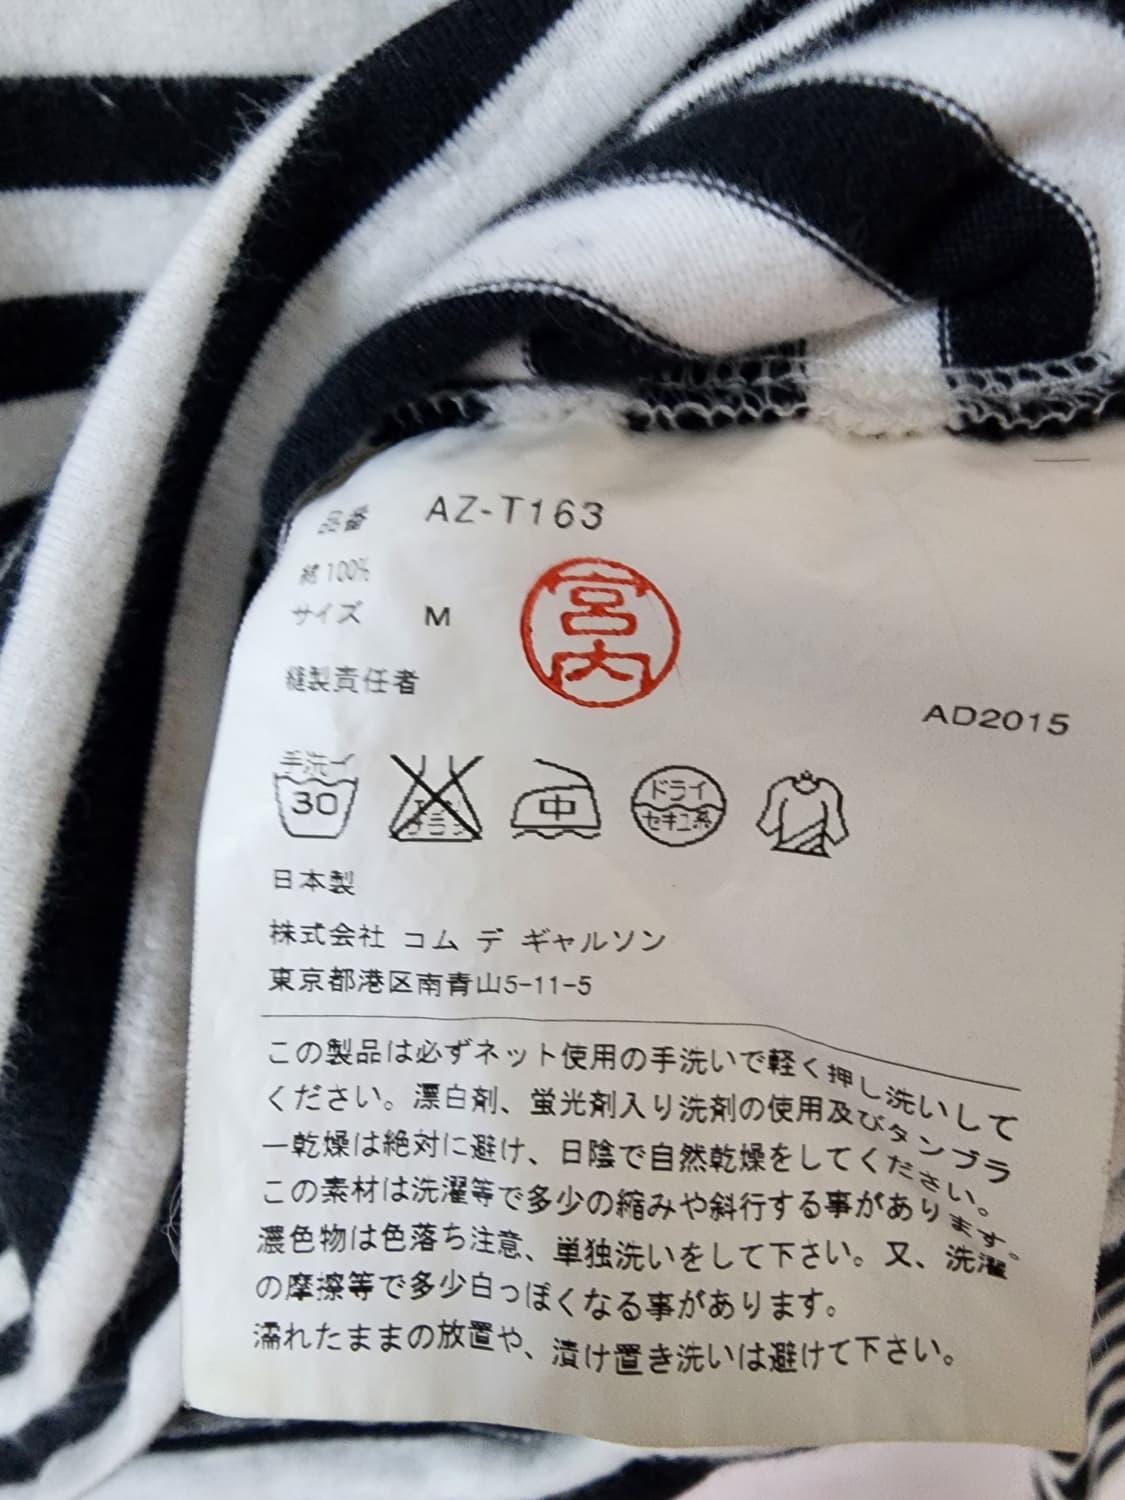 品番 AZ-T163
綿100%
サイズ M
宮内
縫製責任者
AD2015
手洗イ
30
中
ドライ
セキユ系
日本製
株式会社 コム デ ギャルソン
東京都港区南青山5-11-5
この製品は必ずネット使用の手洗いで軽く押し洗いして
ください。漂白剤、蛍光剤入り洗剤の使用及びタンブラ
ー乾燥は絶対に避け、日陰で自然乾燥をしてください。
この素材は洗濯等で多少の縮みや斜行する事があります。
濃色物は色落ち注意、単独洗いをして下さい。又、洗濯
の摩擦等で多少白っぽくなる事があります。
濡れたままの放置や、漬け置き洗いは避けて下さい。